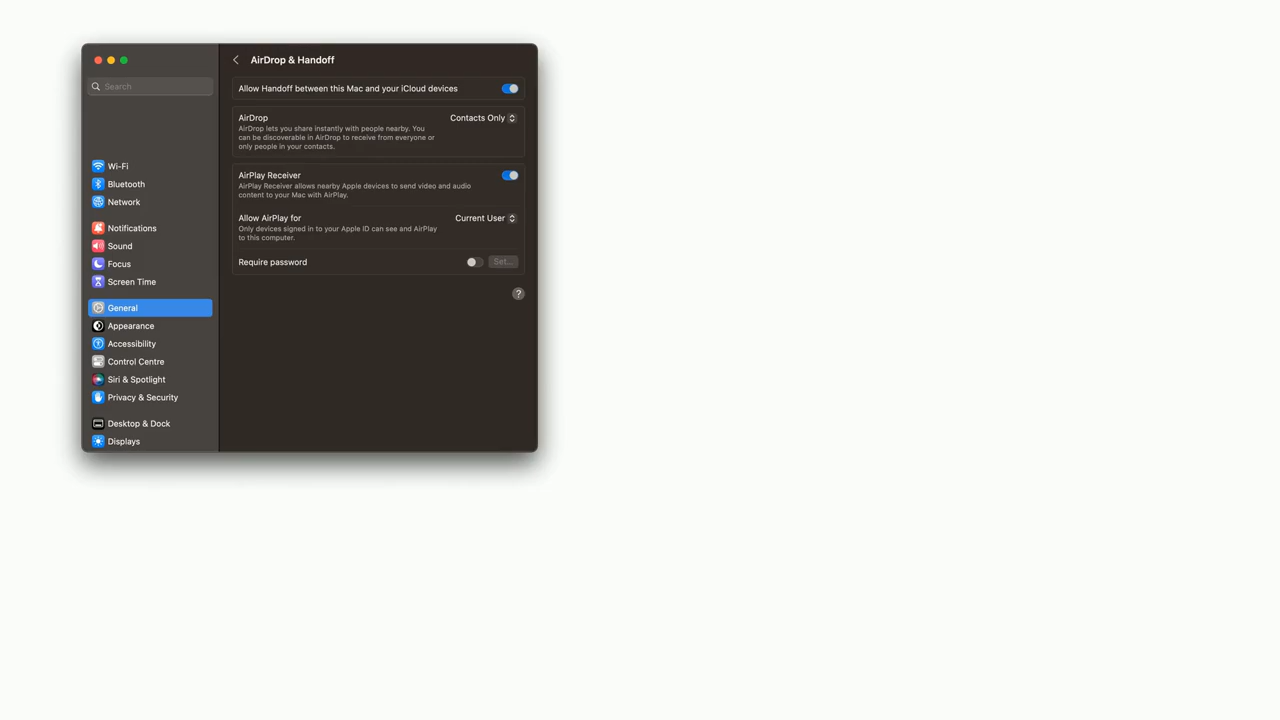 AirDrop & Handoff
Search
Wi-Fi
Bluetooth
Network
Notifications
Sound
Focus
Screen Time
General
Appearance
Accessibility
Control Centre
Siri & Spotlight
Privacy & Security
Desktop & Dock
Displays
Allow Handoff between this Mac and your iCloud devices
AirDrop
Contacts Only
AirDrop lets you share instantly with people nearby. You
can be discoverable in AirDrop to receive from everyone or
only people in your contacts.
AirPlay Receiver
AirPlay Receiver allows nearby Apple devices to send video and audio
content to your Mac with AirPlay.
Allow AirPlay for
Current User
Only devices signed in to your Apple ID can see and AirPlay
to this computer.
Require password
Set...
?